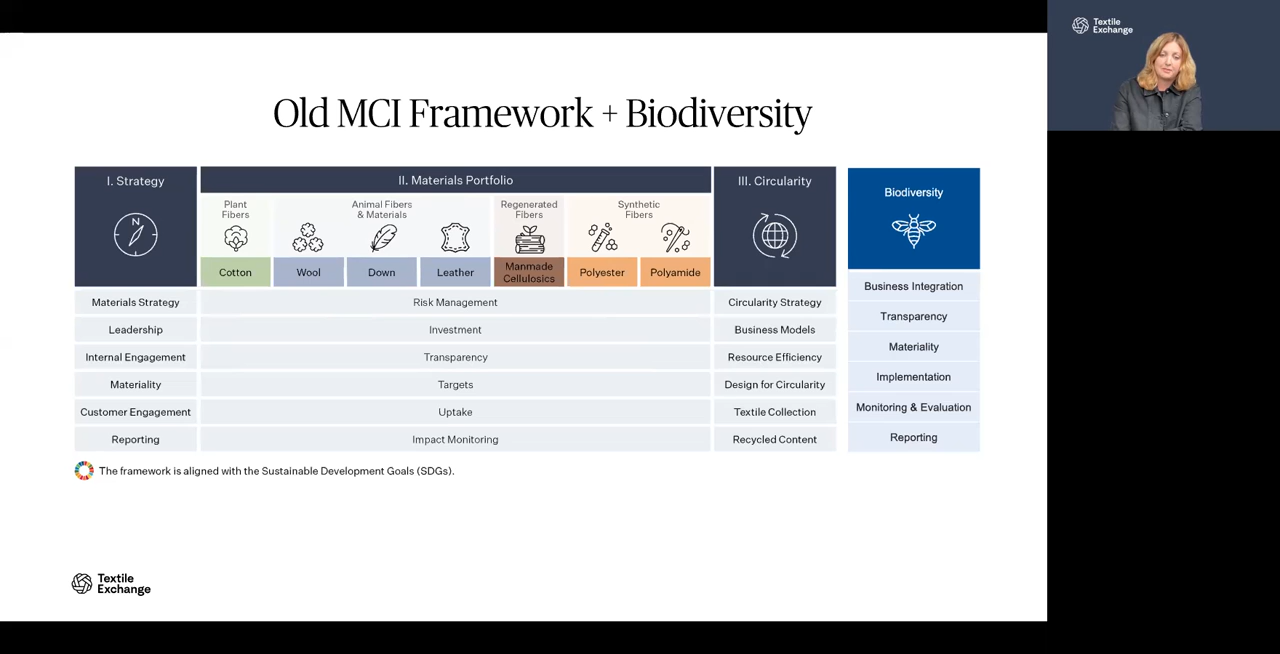 Old MCI Framework + Biodiversity
I. Strategy
II. Materials Portfolio
III. Circularity
Biodiversity
Plant
Fibers
Animal Fibers
& Materials
Regenerated
Fibers
Synthetic
Fibers
N
Cotton
Wool
Down
Leather
Manmade
Cellulosics
Polyester
Polyamide
Materials Strategy
Leadership
Internal Engagement
Materiality
Customer Engagement
Reporting
Risk Management
Investment
Transparency
Targets
Uptake
Impact Monitoring
Circularity Strategy
Business Models
Resource Efficiency
Design for Circularity
Textile Collection
Recycled Content
Business Integration
Transparency
Materiality
Implementation
Monitoring & Evaluation
Reporting
The framework is aligned with the Sustainable Development Goals (SDGs).
Textile
Exchange
Textile
Exchange